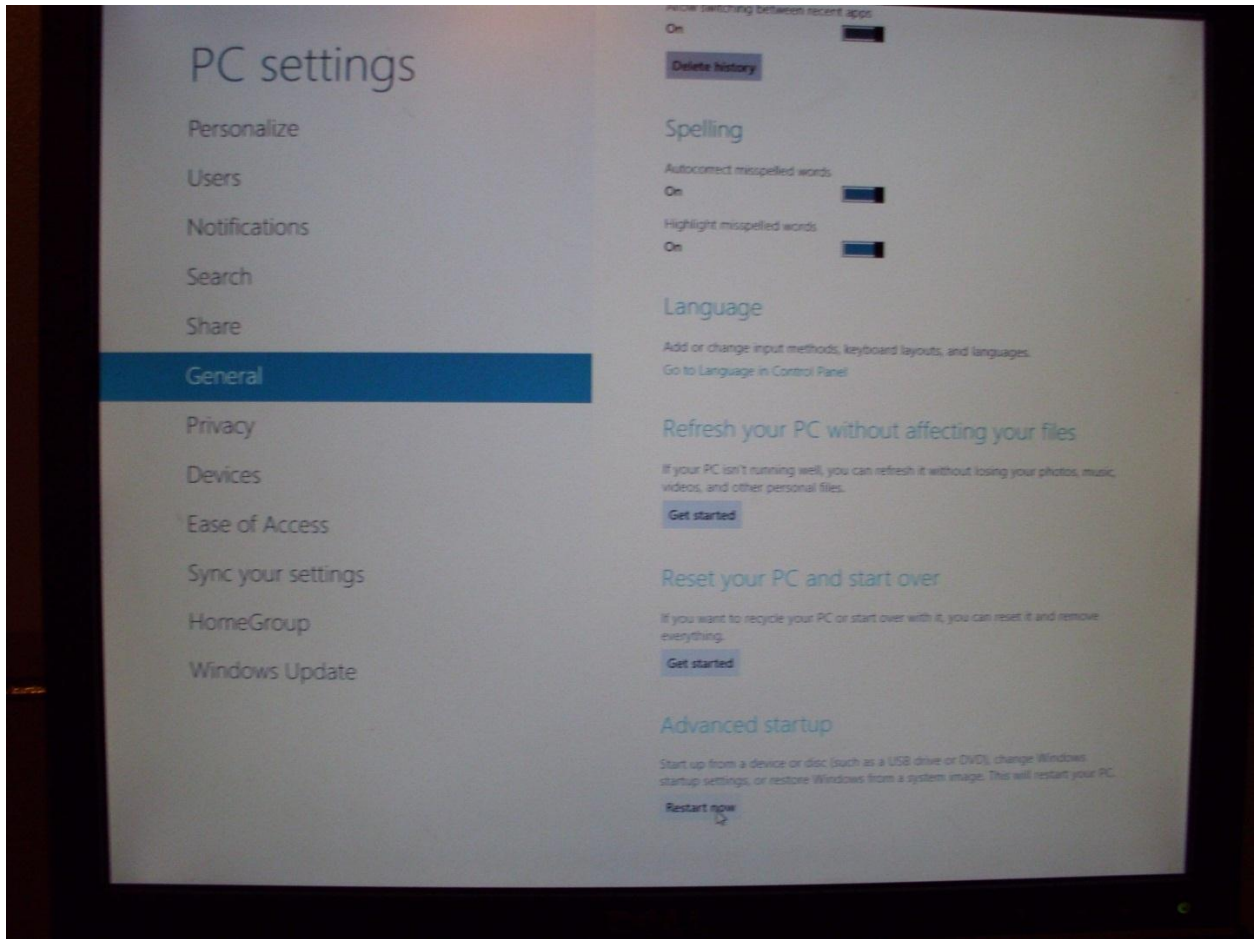 PC settings
Personalize
Users
Notifications
Search
Share
General
Privacy
Devices
Ease of Access
Sync your settings
HomeGroup
Windows Update
Allow switching between recent apps
On
Delete history
Spelling
Autocorrect misspelled words
On
Highlight misspelled words
On
Language
Add or change input methods, keyboard layouts, and languages.
Go to Language in Control Panel
Refresh your PC without affecting your files
If your PC isn't running well, you can refresh it without losing your photos, music,
videos, and other personal files.
Get started
Reset your PC and start over
If you want to recycle your PC or start over with it, you can reset it and remove
everything.
Get started
Advanced startup
Start up from a device or disc (such as a USB drive or DVD), change Windows
startup settings, or restore Windows from a system image. This will restart your PC.
Restart now